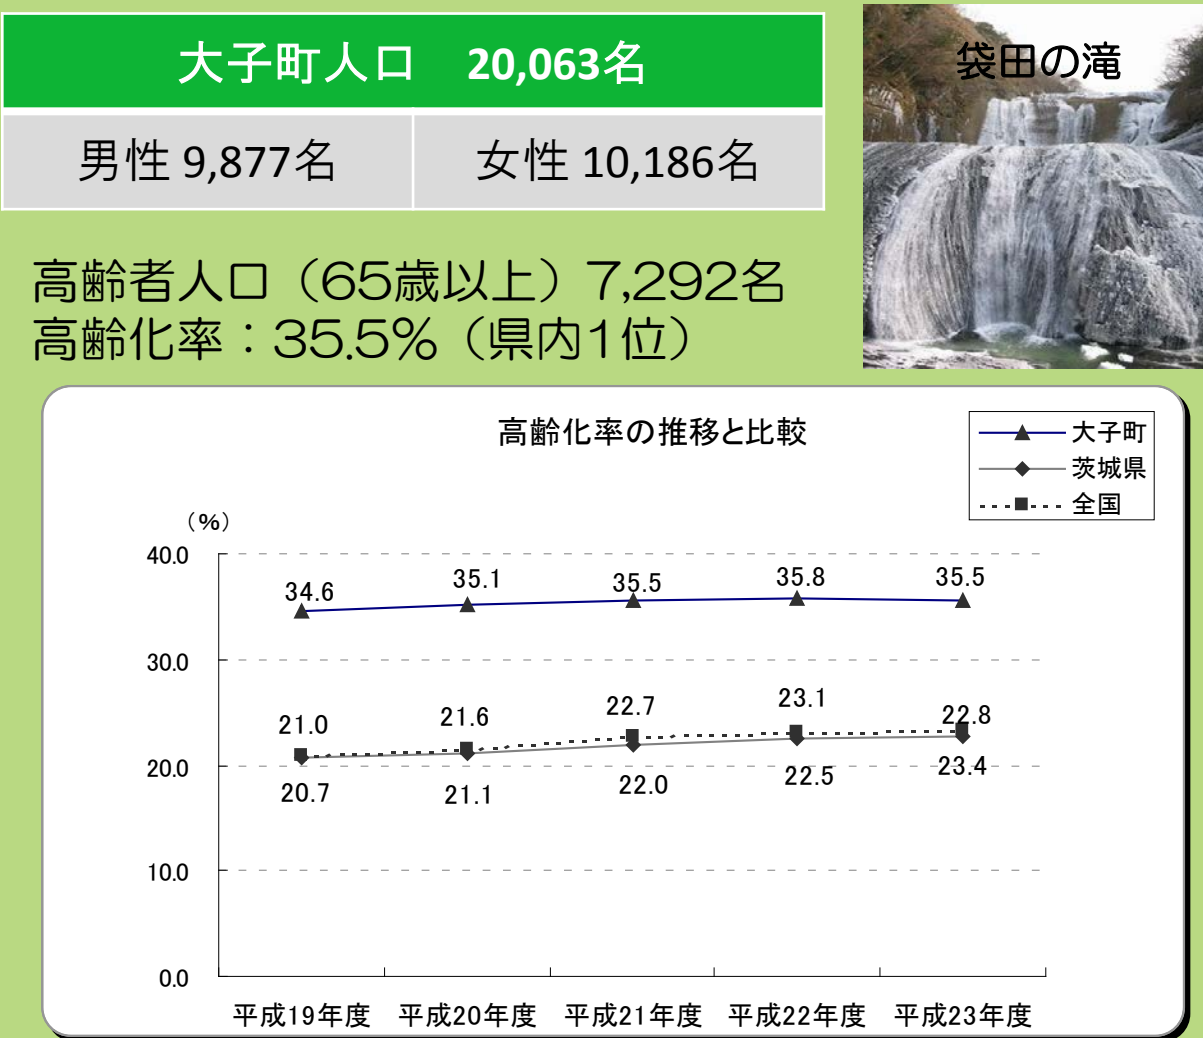 大子町人口　20,063名
男性 9,877名
女性 10,186名
袋田の滝
高齢者人口（65歳以上）7,292名
高齢化率：35.5％（県内1位）
高齢化率の推移と比較
大子町
茨城県
全国
（％）
40.0
30.0
20.0
10.0
0.0
34.6
35.1
35.5
35.8
35.5
21.0
21.6
22.7
23.1
22.8
20.7
21.1
22.0
22.5
23.4
平成19年度
平成20年度
平成21年度
平成22年度
平成23年度